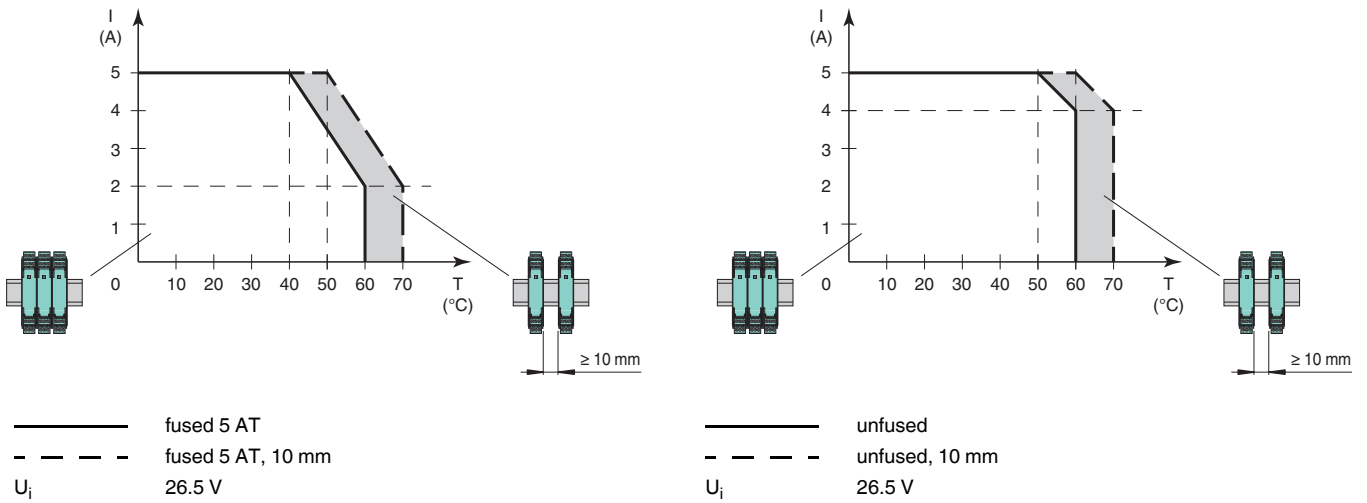 I
(A)
5
4
3
2
1
0
10 20 30 40 50 60 70
T
(°C)
≥ 10 mm
fused 5 AT
fused 5 AT, 10 mm
Ui 26.5 V
I
(A)
5
4
3
2
1
0
10 20 30 40 50 60 70
T
(°C)
≥ 10 mm
unfused
unfused, 10 mm
Ui 26.5 V